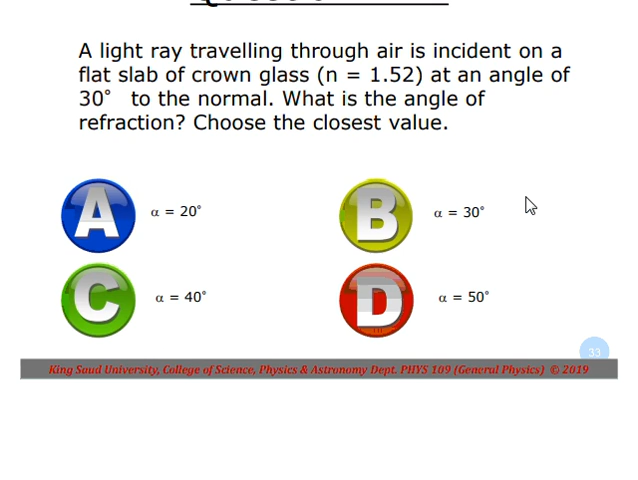 A light ray travelling through air is incident on a
flat slab of crown glass (n = 1.52) at an angle of
30° to the normal. What is the angle of
refraction? Choose the closest value.
A α = 20°
B α = 30°
C α = 40°
D α = 50°
33
King Saud University, College of Science, Physics & Astronomy Dept. PHYS 109 (General Physics) © 2019